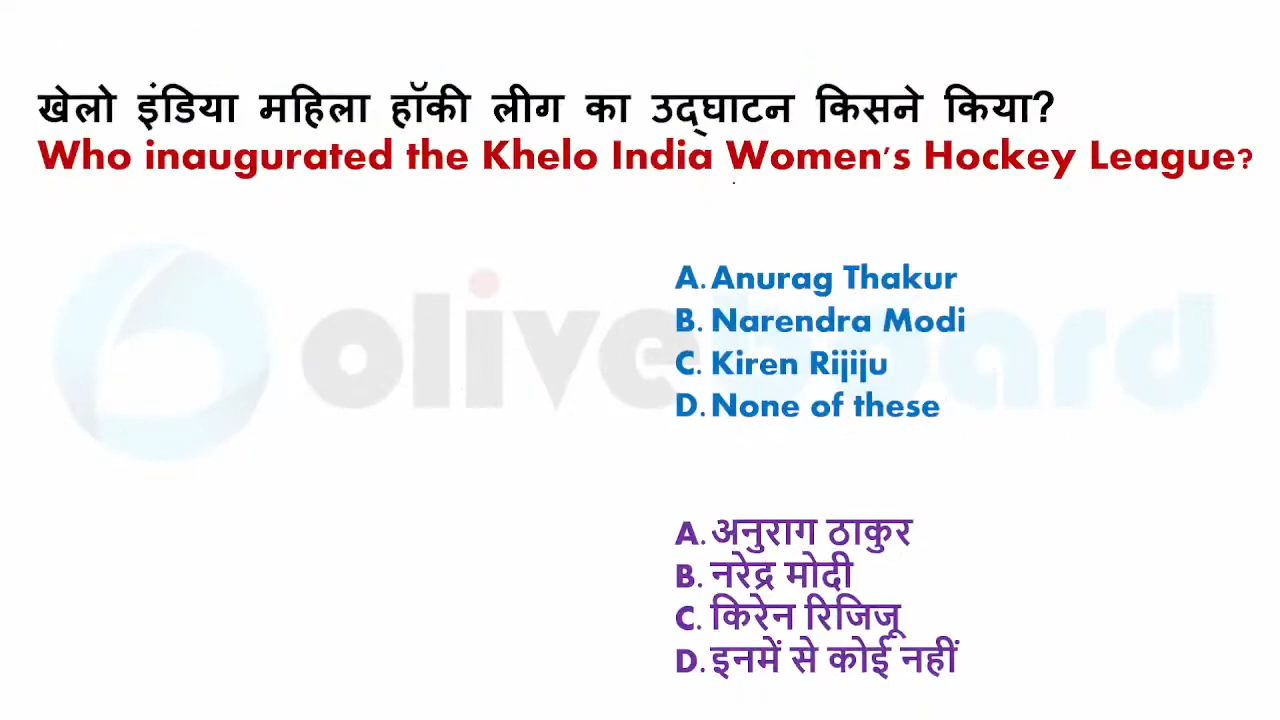 खेलो इंडिया महिला हॉकी लीग का उद्घाटन किसने किया?
Who inaugurated the Khelo India Women's Hockey League?
oliveboard
A. Anurag Thakur
B. Narendra Modi
C. Kiren Rijiju
D. None of these
A. अनुराग ठाकुर
B. नरेंद्र मोदी
C. किरेन रिजिजू
D. इनमें से कोई नहीं